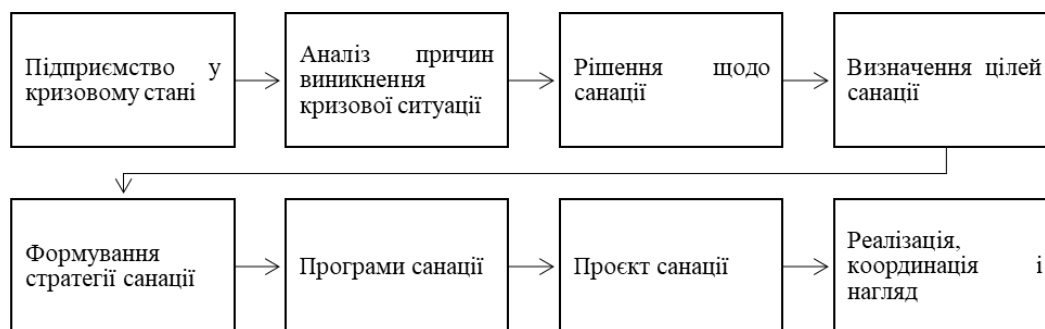 Підприємство у
кризовому стані
Аналіз причин
виникнення
кризової ситуації
Рішення щодо
санації
Визначення цілей
санації
Формування
стратегії санації
Програми санації
Проєкт санації
Реалізація,
координація і
нагляд